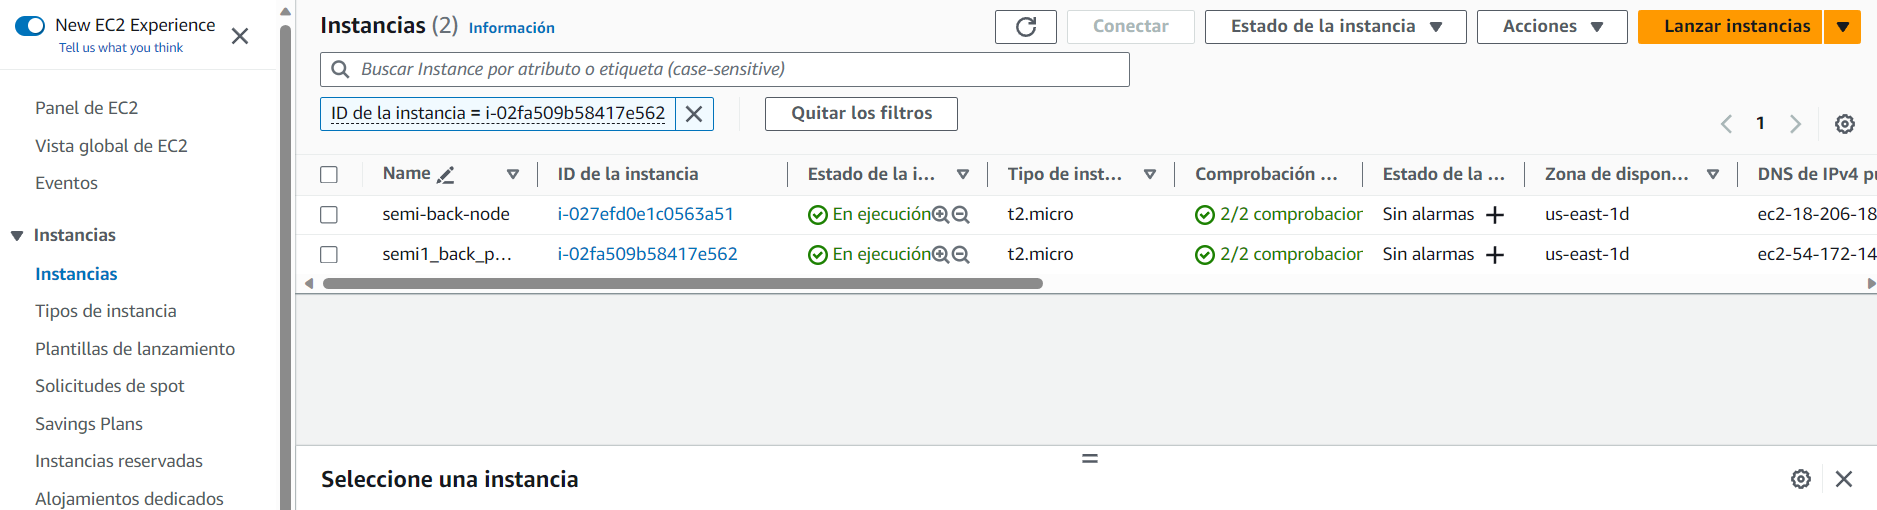 New EC2 Experience
Tell us what you think
Panel de EC2
Vista global de EC2
Eventos
Instancias
Instancias
Tipos de instancia
Plantillas de lanzamiento
Solicitudes de spot
Savings Plans
Instancias reservadas
Alojamientos dedicados
Instancias (2) Información
Conectar
Estado de la instancia
Acciones
Lanzar instancias
Buscar Instance por atributo o etiqueta (case-sensitive)
ID de la instancia = i-02fa509b58417e562
Quitar los filtros
1
Name ID de la instancia Estado de la i... Tipo de inst... Comprobación ... Estado de la ... Zona de dispon... DNS de IPv4 pú
semi-back-node i-027efd0e1c0563a51 En ejecución t2.micro 2/2 comprobacion Sin alarmas us-east-1d ec2-18-206-18
semi1_back_p... i-02fa509b58417e562 En ejecución t2.micro 2/2 comprobacion Sin alarmas us-east-1d ec2-54-172-14
Seleccione una instancia